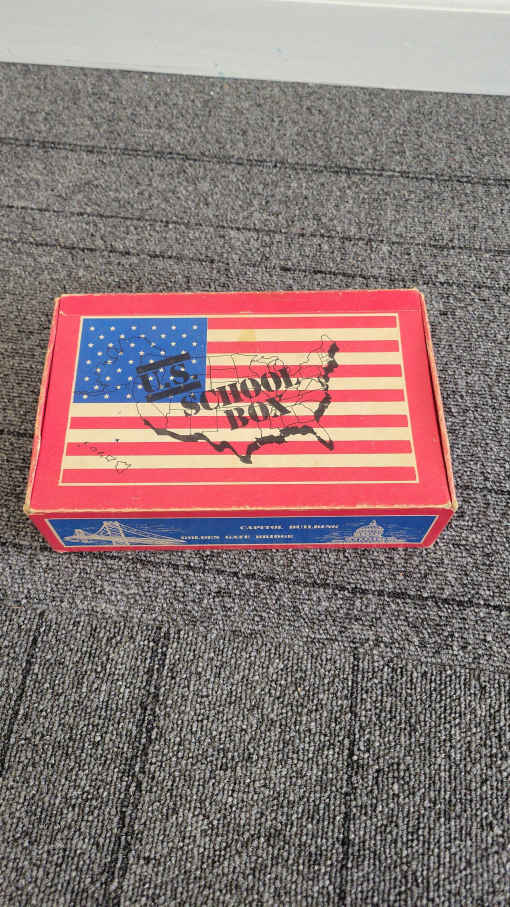 U.S.
SCHOOL
BOX
CAPITOL BUILDING
GOLDEN GATE BRIDGE